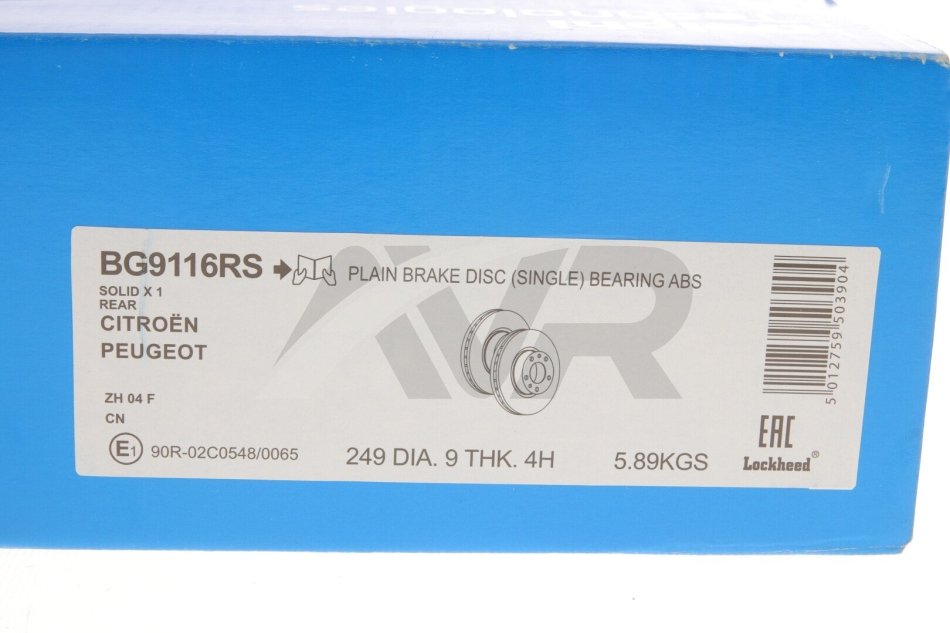 BG9116RS PLAIN BRAKE DISC (SINGLE) BEARING ABS
SOLID X 1
REAR
CITROËN
PEUGEOT
ZH 04 F
CN
E1 90R-02C0548/0065
249 DIA. 9 THK. 4H
5.89KGS
5 012759 503904
EAC
Lockheed®
AVR